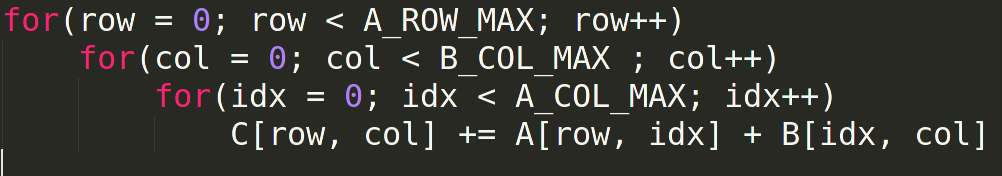 for(row = 0; row < A_ROW_MAX; row++)
for(col = 0; col < B_COL_MAX ; col++)
for(idx = 0; idx < A_COL_MAX; idx++)
C[row, col] += A[row, idx] + B[idx, col]